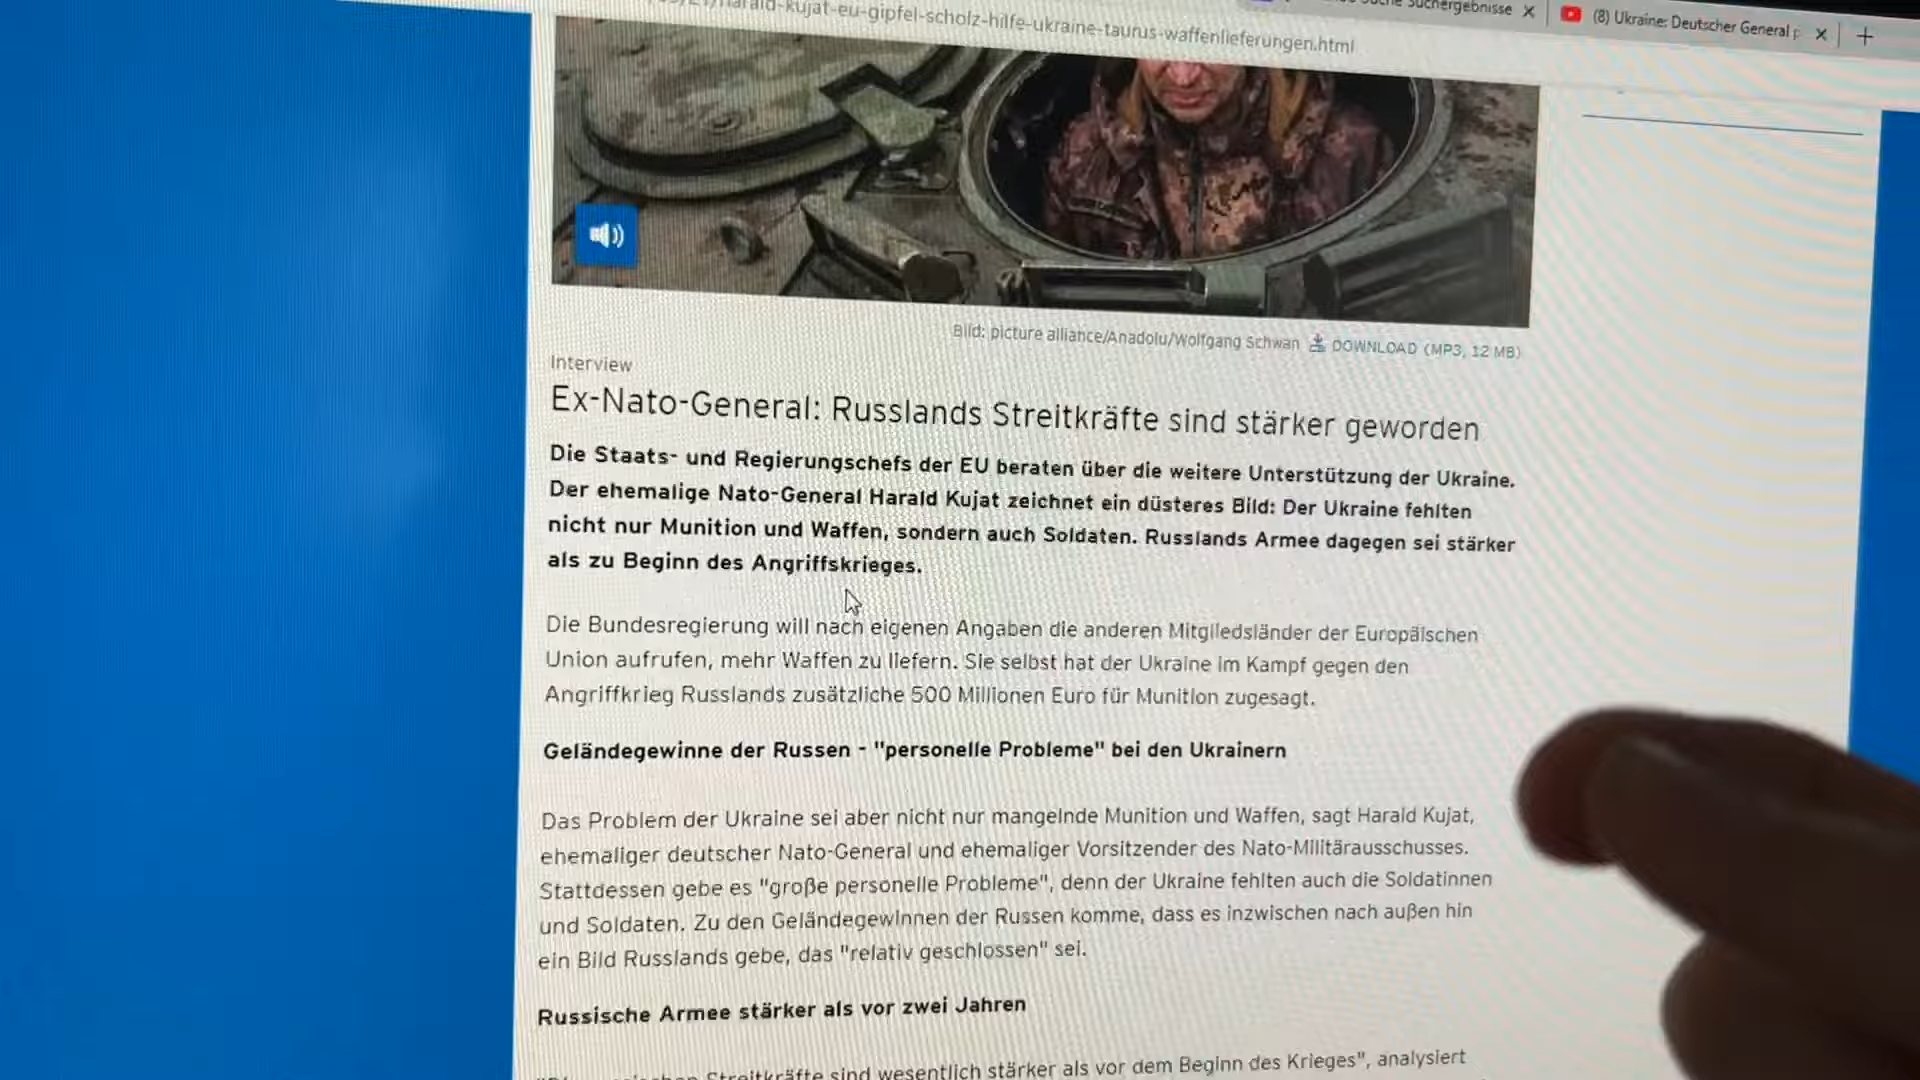 harald-kujat-eu-gipfel-scholz-hilfe-ukraine-taurus-waffenlieferungen.html
Suche Suchergebnisse
(8) Ukraine: Deutscher General
Bild: picture alliance/Anadolu/Wolfgang Schwan DOWNLOAD (MP3, 12 MB)
Interview
Ex-Nato-General: Russlands Streitkräfte sind stärker geworden
Die Staats- und Regierungschefs der EU beraten über die weitere Unterstützung der Ukraine.
Der ehemalige Nato-General Harald Kujat zeichnet ein düsteres Bild: Der Ukraine fehlten
nicht nur Munition und Waffen, sondern auch Soldaten. Russlands Armee dagegen sei stärker
als zu Beginn des Angriffskrieges.
Die Bundesregierung will nach eigenen Angaben die anderen Mitgliedsländer der Europäischen
Union aufrufen, mehr Waffen zu liefern. Sie selbst hat der Ukraine im Kampf gegen den
Angriffkrieg Russlands zusätzliche 500 Millionen Euro für Munition zugesagt.
Geländegewinne der Russen - "personelle Probleme" bei den Ukrainern
Das Problem der Ukraine sei aber nicht nur mangelnde Munition und Waffen, sagt Harald Kujat,
ehemaliger deutscher Nato-General und ehemaliger Vorsitzender des Nato-Militärausschusses.
Stattdessen gebe es "große personelle Probleme", denn der Ukraine fehlten auch die Soldatinnen
und Soldaten. Zu den Geländegewinnen der Russen komme, dass es inzwischen nach außen hin
ein Bild Russlands gebe, das "relativ geschlossen" sei.
Russische Armee stärker als vor zwei Jahren
Streitkräfte sind wesentlich stärker als vor dem Beginn des Krieges", analysiert